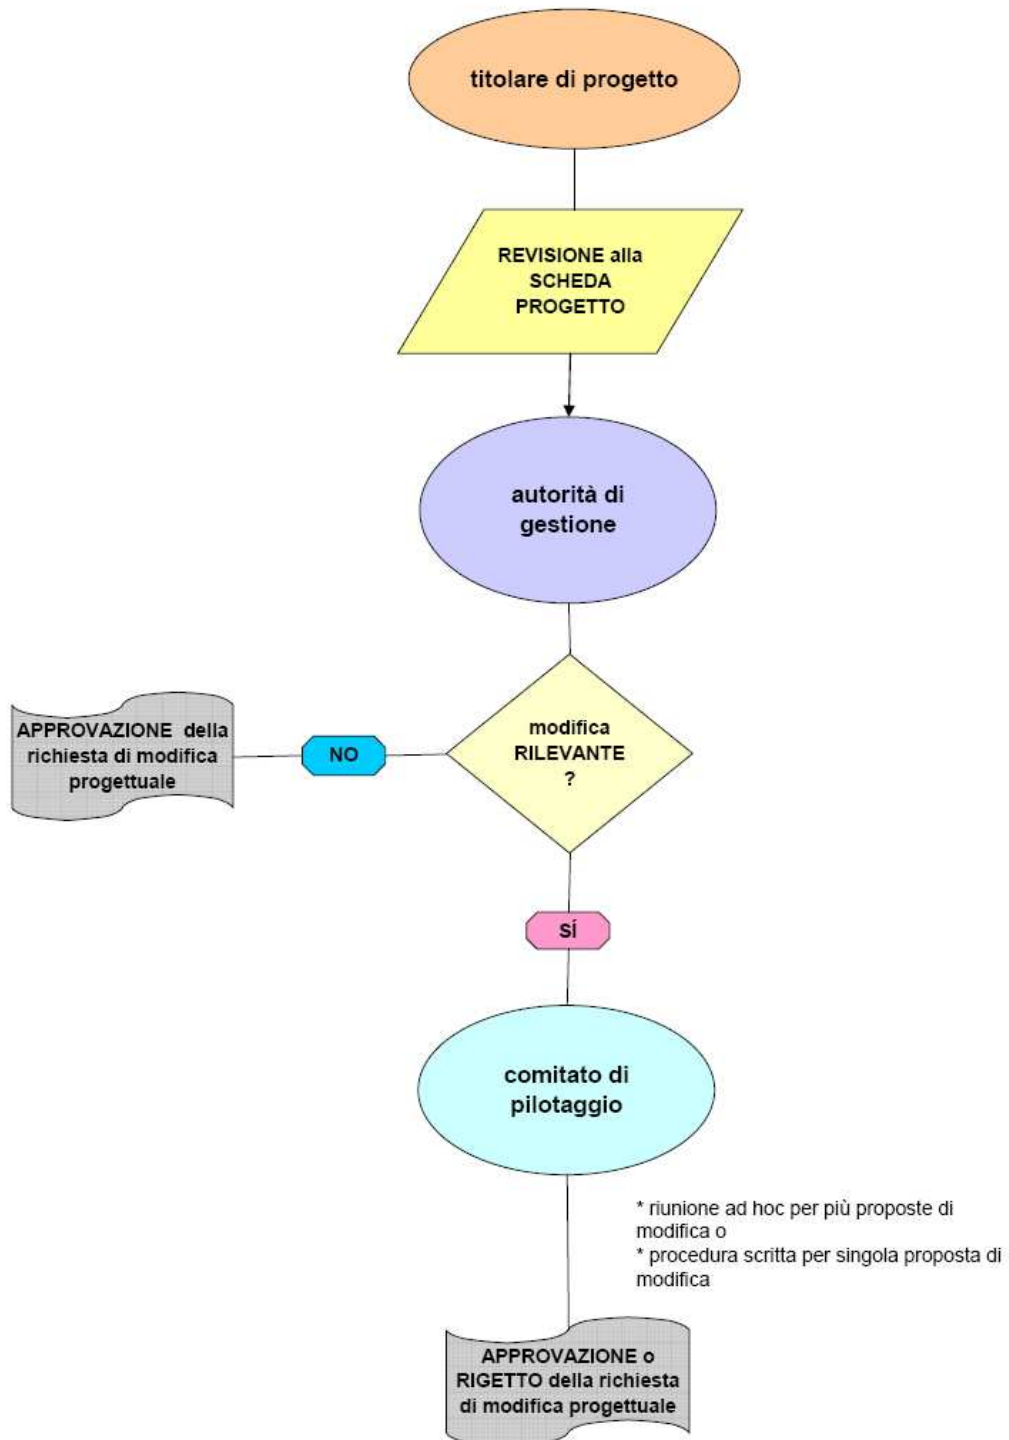 titolare di progetto
REVISIONE alla
SCHEDA
PROGETTO
autorità di
gestione
modifica
RILEVANTE
?
NO
APPROVAZIONE della
richiesta di modifica
progettuale
SÍ
comitato di
pilotaggio
* riunione ad hoc per più proposte di
modifica o
* procedura scritta per singola proposta di
modifica
APPROVAZIONE o
RIGETTO della richiesta
di modifica progettuale